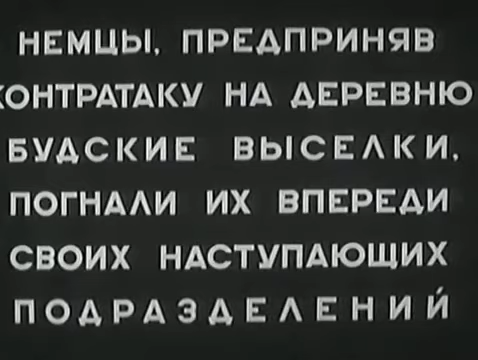 НЕМЦЫ, ПРЕДПРИНЯВ
КОНТРАТАКУ НА ДЕРЕВНЮ
БУДСКИЕ ВЫСЕЛКИ,
ПОГНАЛИ ИХ ВПЕРЕДИ
СВОИХ НАСТУПАЮЩИХ
ПОДРАЗДЕЛЕНИЙ